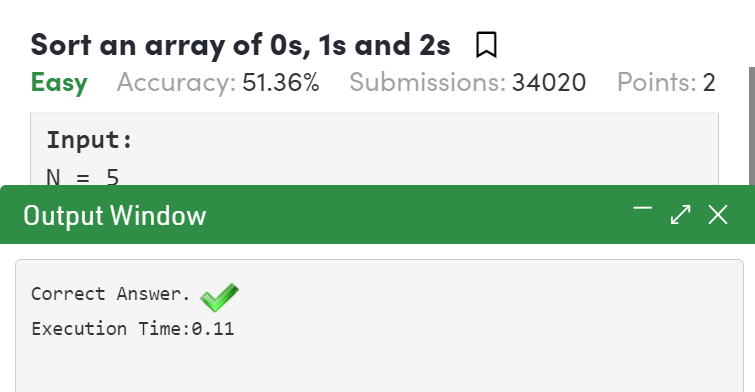 Sort an array of 0s, 1s and 2s
Easy Accuracy: 51.36% Submissions: 34020 Points: 2
Input:
N = 5
Output Window
Correct Answer.
Execution Time:0.11